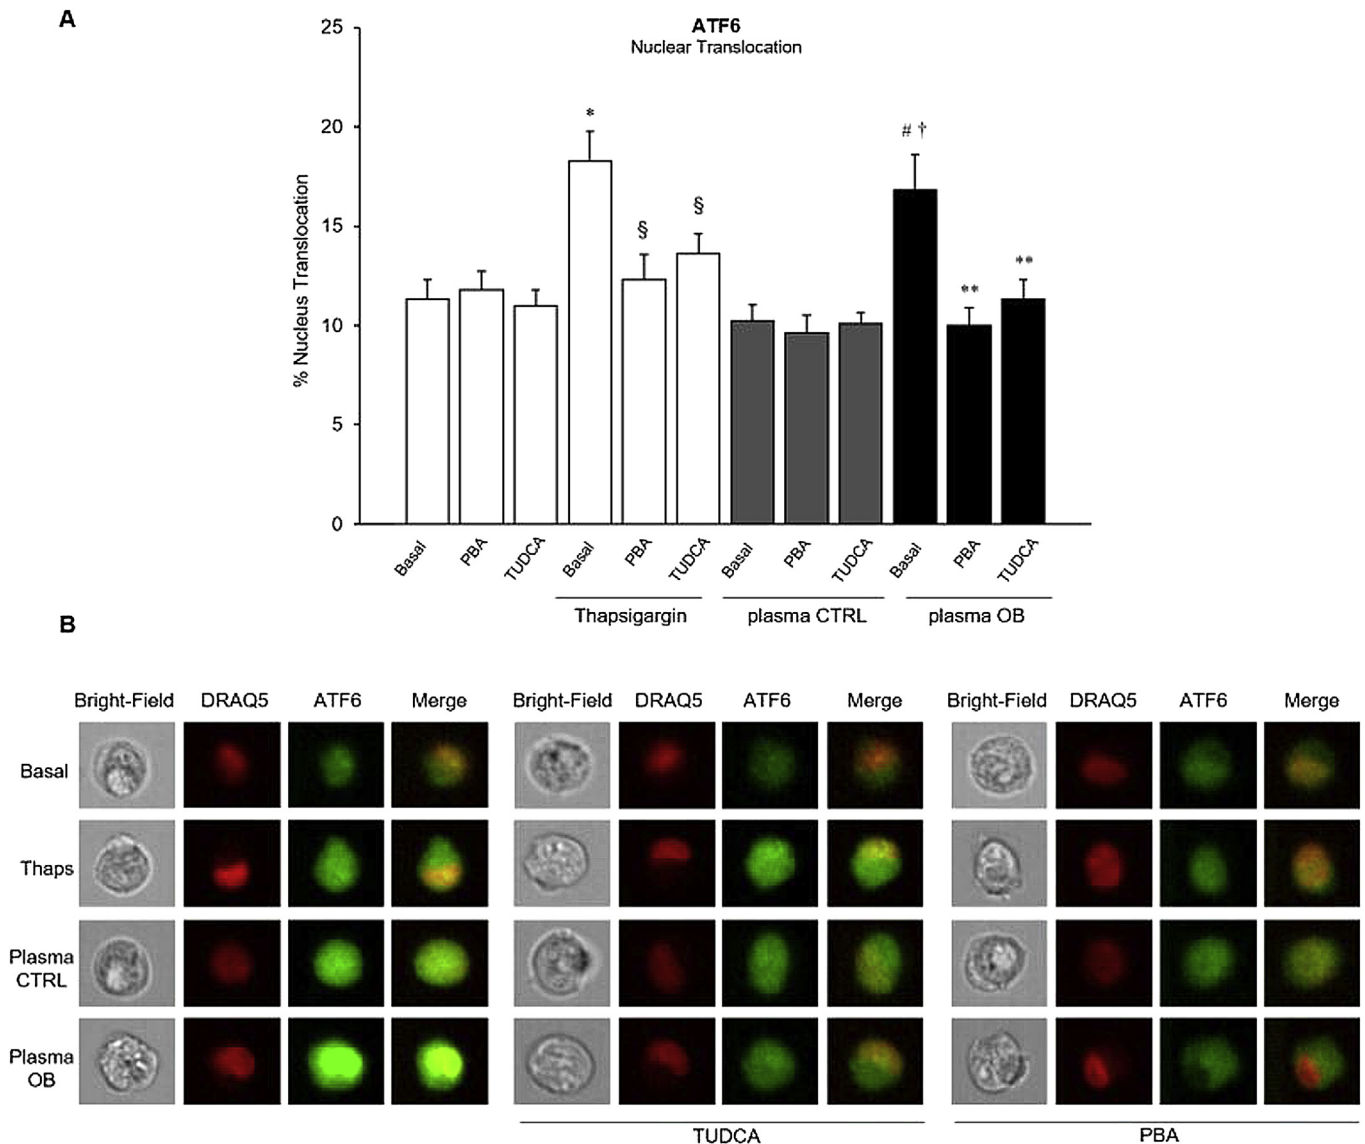 A
ATF6
Nuclear Translocation
% Nucleus Translocation
25
20
15
10
5
0
*
§
§
# †
**
**
Basal PBA TUDCA Basal PBA TUDCA Basal PBA TUDCA Basal PBA TUDCA
Thapsigargin plasma CTRL plasma OB
B
Bright-Field DRAQ5 ATF6 Merge Bright-Field DRAQ5 ATF6 Merge Bright-Field DRAQ5 ATF6 Merge
Basal
Thaps
Plasma
CTRL
Plasma
OB
TUDCA PBA